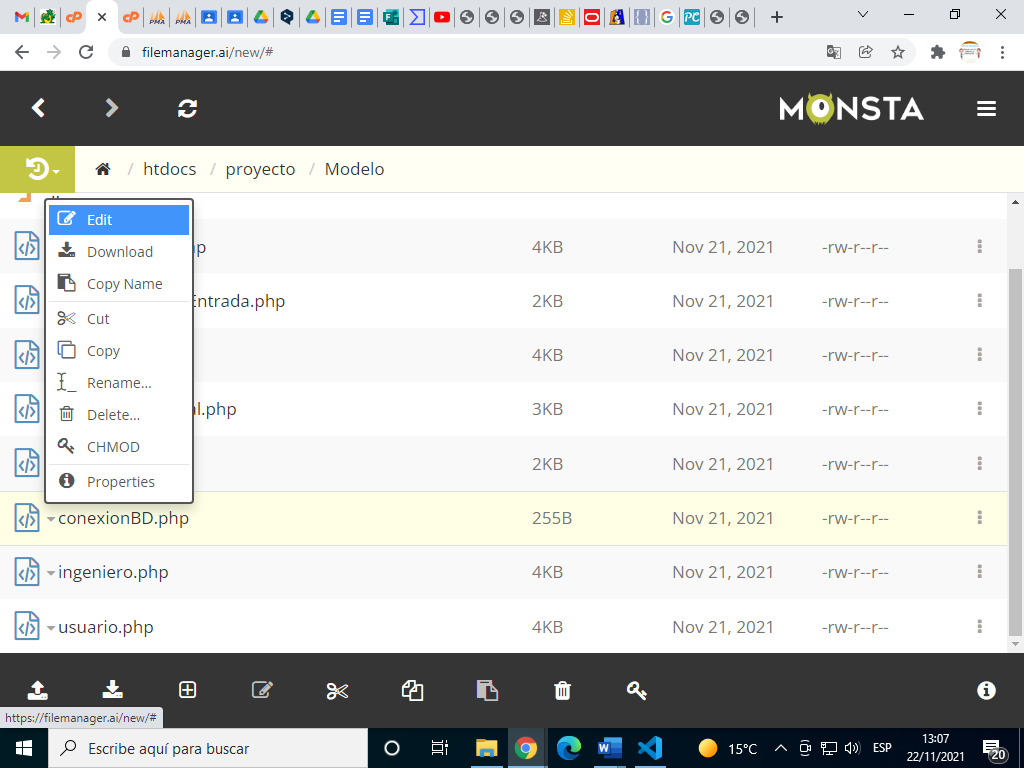 filemanager.ai/new/#
MONSTA
/ htdocs / proyecto / Modelo
Edit
Download
Copy Name
Cut
Copy
Rename...
Delete...
CHMOD
Properties
4KB Nov 21, 2021 -rw-r--r--
Entrada.php 2KB Nov 21, 2021 -rw-r--r--
4KB Nov 21, 2021 -rw-r--r--
.php 3KB Nov 21, 2021 -rw-r--r--
2KB Nov 21, 2021 -rw-r--r--
conexionBD.php 255B Nov 21, 2021 -rw-r--r--
ingeniero.php 4KB Nov 21, 2021 -rw-r--r--
usuario.php 4KB Nov 21, 2021 -rw-r--r--
https://filemanager.ai/new/#
Escribe aquí para buscar
15°C
ESP
13:07
22/11/2021
20